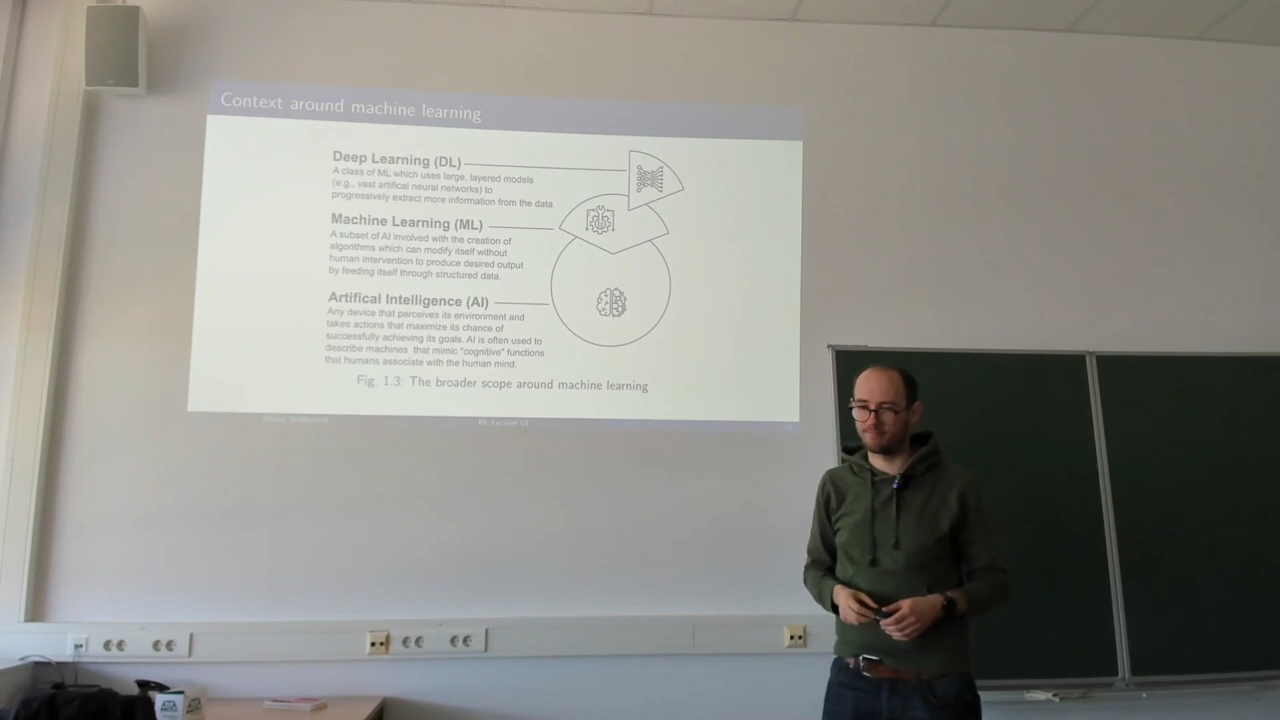 Context around machine learning
Deep Learning (DL)
A class of ML which uses large, layered models
(e.g., vast artifical neural networks) to
progressively extract more information from the data.
Machine Learning (ML)
A subset of AI involved with the creation of
algorithms which can modify itself without
human intervention to produce desired output
by feeding itself through structured data.
Artifical Intelligence (AI)
Any device that perceives its environment and
takes actions that maximize its chance of
successfully achieving its goals. AI is often used to
describe machines that mimic "cognitive" functions
that humans associate with the human mind.
Fig. 1.3: The broader scope around machine learning
RL Lecture 01